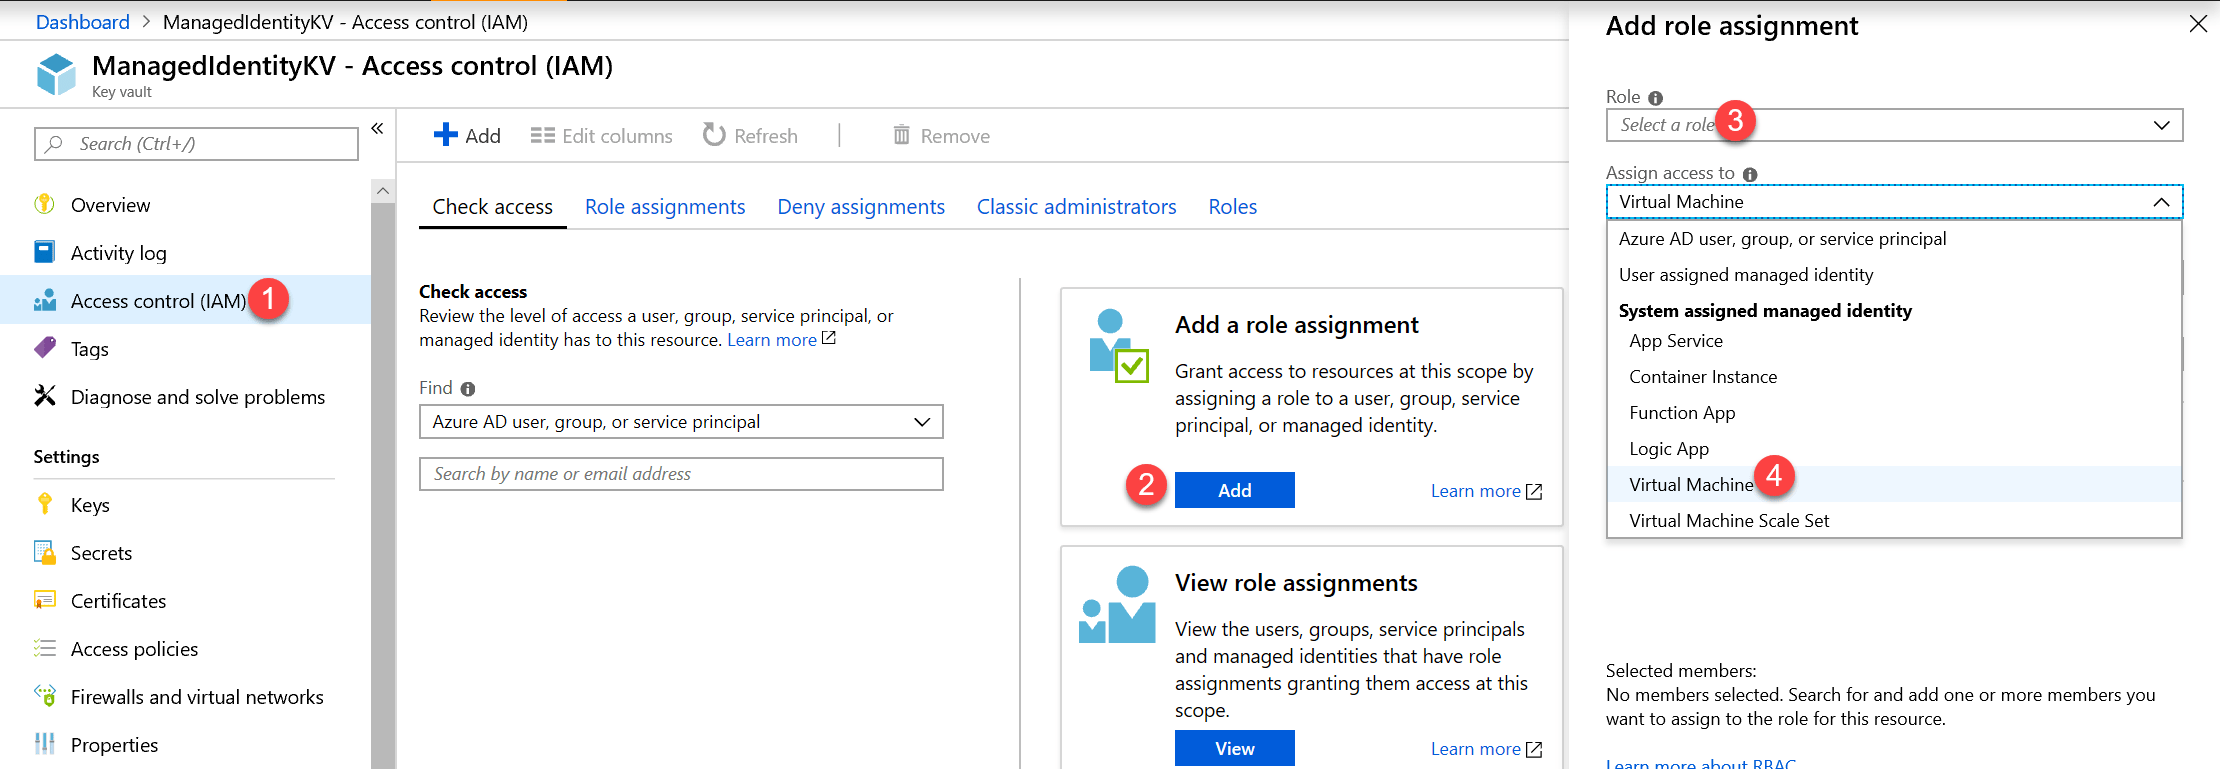 Dashboard > ManagedIdentityKV - Access control (IAM)
ManagedIdentityKV - Access control (IAM)
Key vault
Search (Ctrl+/)
«
Overview
Activity log
Access control (IAM)
1
Tags
Diagnose and solve problems
Settings
Keys
Secrets
Certificates
Access policies
Firewalls and virtual networks
Properties
Add
Edit columns
Refresh
Remove
Check access
Role assignments
Deny assignments
Classic administrators
Roles
Check access
Review the level of access a user, group, service principal, or
managed identity has to this resource. Learn more
Find
Azure AD user, group, or service principal
Search by name or email address
Add a role assignment
Grant access to resources at this scope by
assigning a role to a user, group, service
principal, or managed identity.
2
Add
Learn more
View role assignments
View the users, groups, service principals
and managed identities that have role
assignments granting them access at this
scope.
View
Learn more
Add role assignment
Role
Select a role
3
Assign access to
Virtual Machine
Azure AD user, group, or service principal
User assigned managed identity
System assigned managed identity
App Service
Container Instance
Function App
Logic App
Virtual Machine
4
Virtual Machine Scale Set
Selected members:
No members selected. Search for and add one or more members you
want to assign to the role for this resource.
Learn more about RBAC